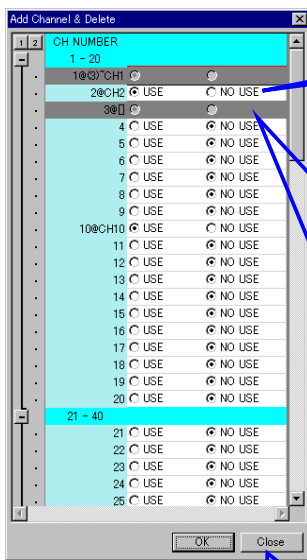 Add Channel & Delete
1 2 CH NUMBER
1 - 20
1@(3)^CH1
2@CH2 USE NO USE
3@[]
4 USE NO USE
5 USE NO USE
6 USE NO USE
7 USE NO USE
8 USE NO USE
9 USE NO USE
10@CH10 USE NO USE
11 USE NO USE
12 USE NO USE
13 USE NO USE
14 USE NO USE
15 USE NO USE
16 USE NO USE
17 USE NO USE
18 USE NO USE
19 USE NO USE
20 USE NO USE
21 - 40
21 USE NO USE
22 USE NO USE
23 USE NO USE
24 USE NO USE
25 USE NO USE
OK Close